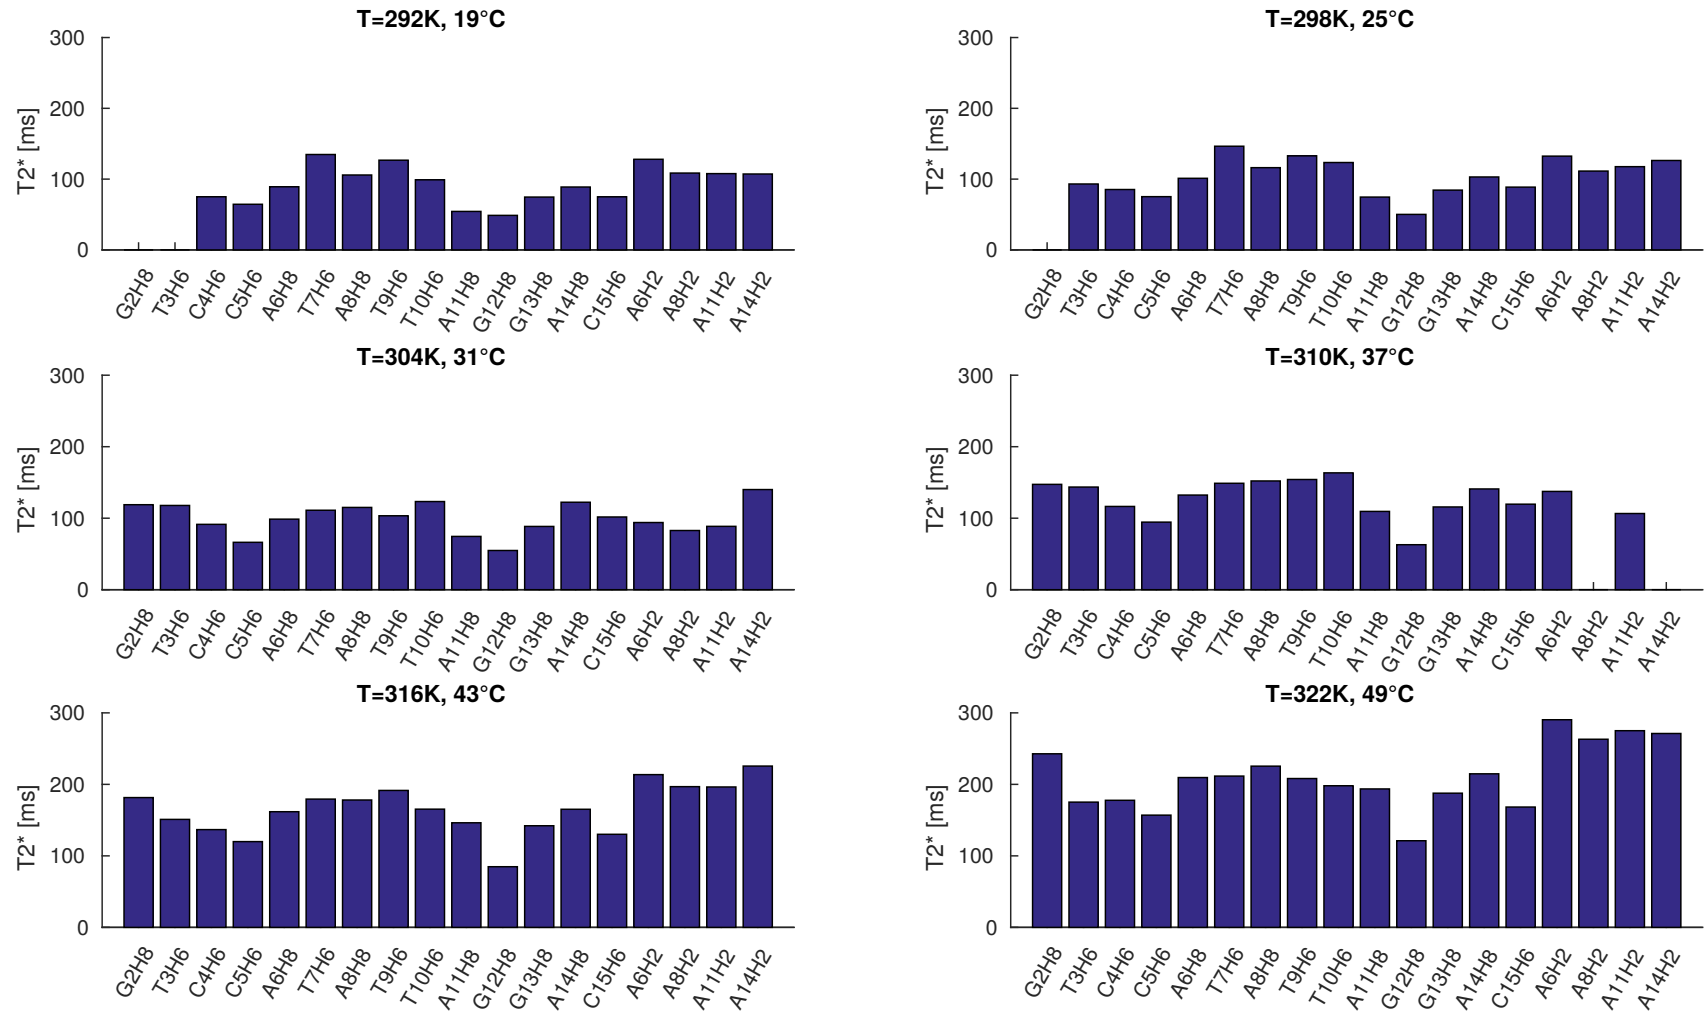 T=292K, 19°C
T2* [ms]
300
200
100
0
G2H8 T3H6 C4H6 C5H6 A6H8 T7H6 A8H8 T9H6 T10H6 A11H8 G12H8 G13H8 A14H8 C15H6 A6H2 A8H2 A11H2 A14H2
T=298K, 25°C
T2* [ms]
300
200
100
0
G2H8 T3H6 C4H6 C5H6 A6H8 T7H6 A8H8 T9H6 T10H6 A11H8 G12H8 G13H8 A14H8 C15H6 A6H2 A8H2 A11H2 A14H2
T=304K, 31°C
T2* [ms]
300
200
100
0
G2H8 T3H6 C4H6 C5H6 A6H8 T7H6 A8H8 T9H6 T10H6 A11H8 G12H8 G13H8 A14H8 C15H6 A6H2 A8H2 A11H2 A14H2
T=310K, 37°C
T2* [ms]
300
200
100
0
G2H8 T3H6 C4H6 C5H6 A6H8 T7H6 A8H8 T9H6 T10H6 A11H8 G12H8 G13H8 A14H8 C15H6 A6H2 A8H2 A11H2 A14H2
T=316K, 43°C
T2* [ms]
300
200
100
0
G2H8 T3H6 C4H6 C5H6 A6H8 T7H6 A8H8 T9H6 T10H6 A11H8 G12H8 G13H8 A14H8 C15H6 A6H2 A8H2 A11H2 A14H2
T=322K, 49°C
T2* [ms]
300
200
100
0
G2H8 T3H6 C4H6 C5H6 A6H8 T7H6 A8H8 T9H6 T10H6 A11H8 G12H8 G13H8 A14H8 C15H6 A6H2 A8H2 A11H2 A14H2